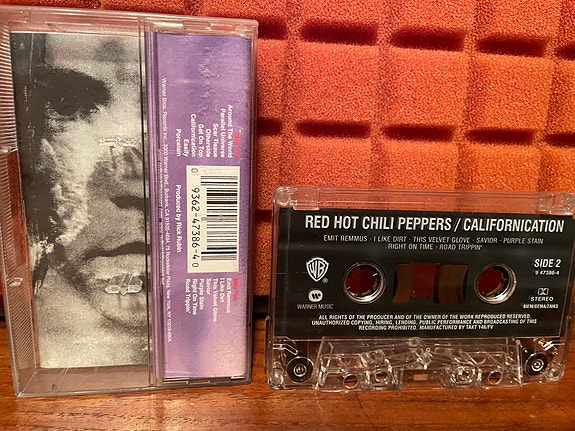 Around The World
Parallel Universe
Scar Tissue
Otherside
Get On Top
Californication
Easily
Porcelain
Produced by Rick Rubin
0 9362-47386-4 0
Emit Remmus
I Like Dirt
This Velvet Glove
Savior
Purple Stain
Right On Time
Road Trippin'
RED HOT CHILI PEPPERS / CALIFORNICATION
EMIT REMMUS · I LIKE DIRT · THIS VELVET GLOVE · SAVIOR · PURPLE STAIN
RIGHT ON TIME · ROAD TRIPPIN'
SIDE 2
9 47386-4
WB
WARNER MUSIC
STEREO
BIEM/GEMA/ZAIKS
ALL RIGHTS OF THE PRODUCER AND OF THE OWNER OF THE WORK REPRODUCED RESERVED.
UNAUTHORIZED COPYING, HIRING, LENDING, PUBLIC PERFORMANCE AND BROADCASTING OF THIS
RECORDING PROHIBITED. MANUFACTURED BY TAKT 146/FV